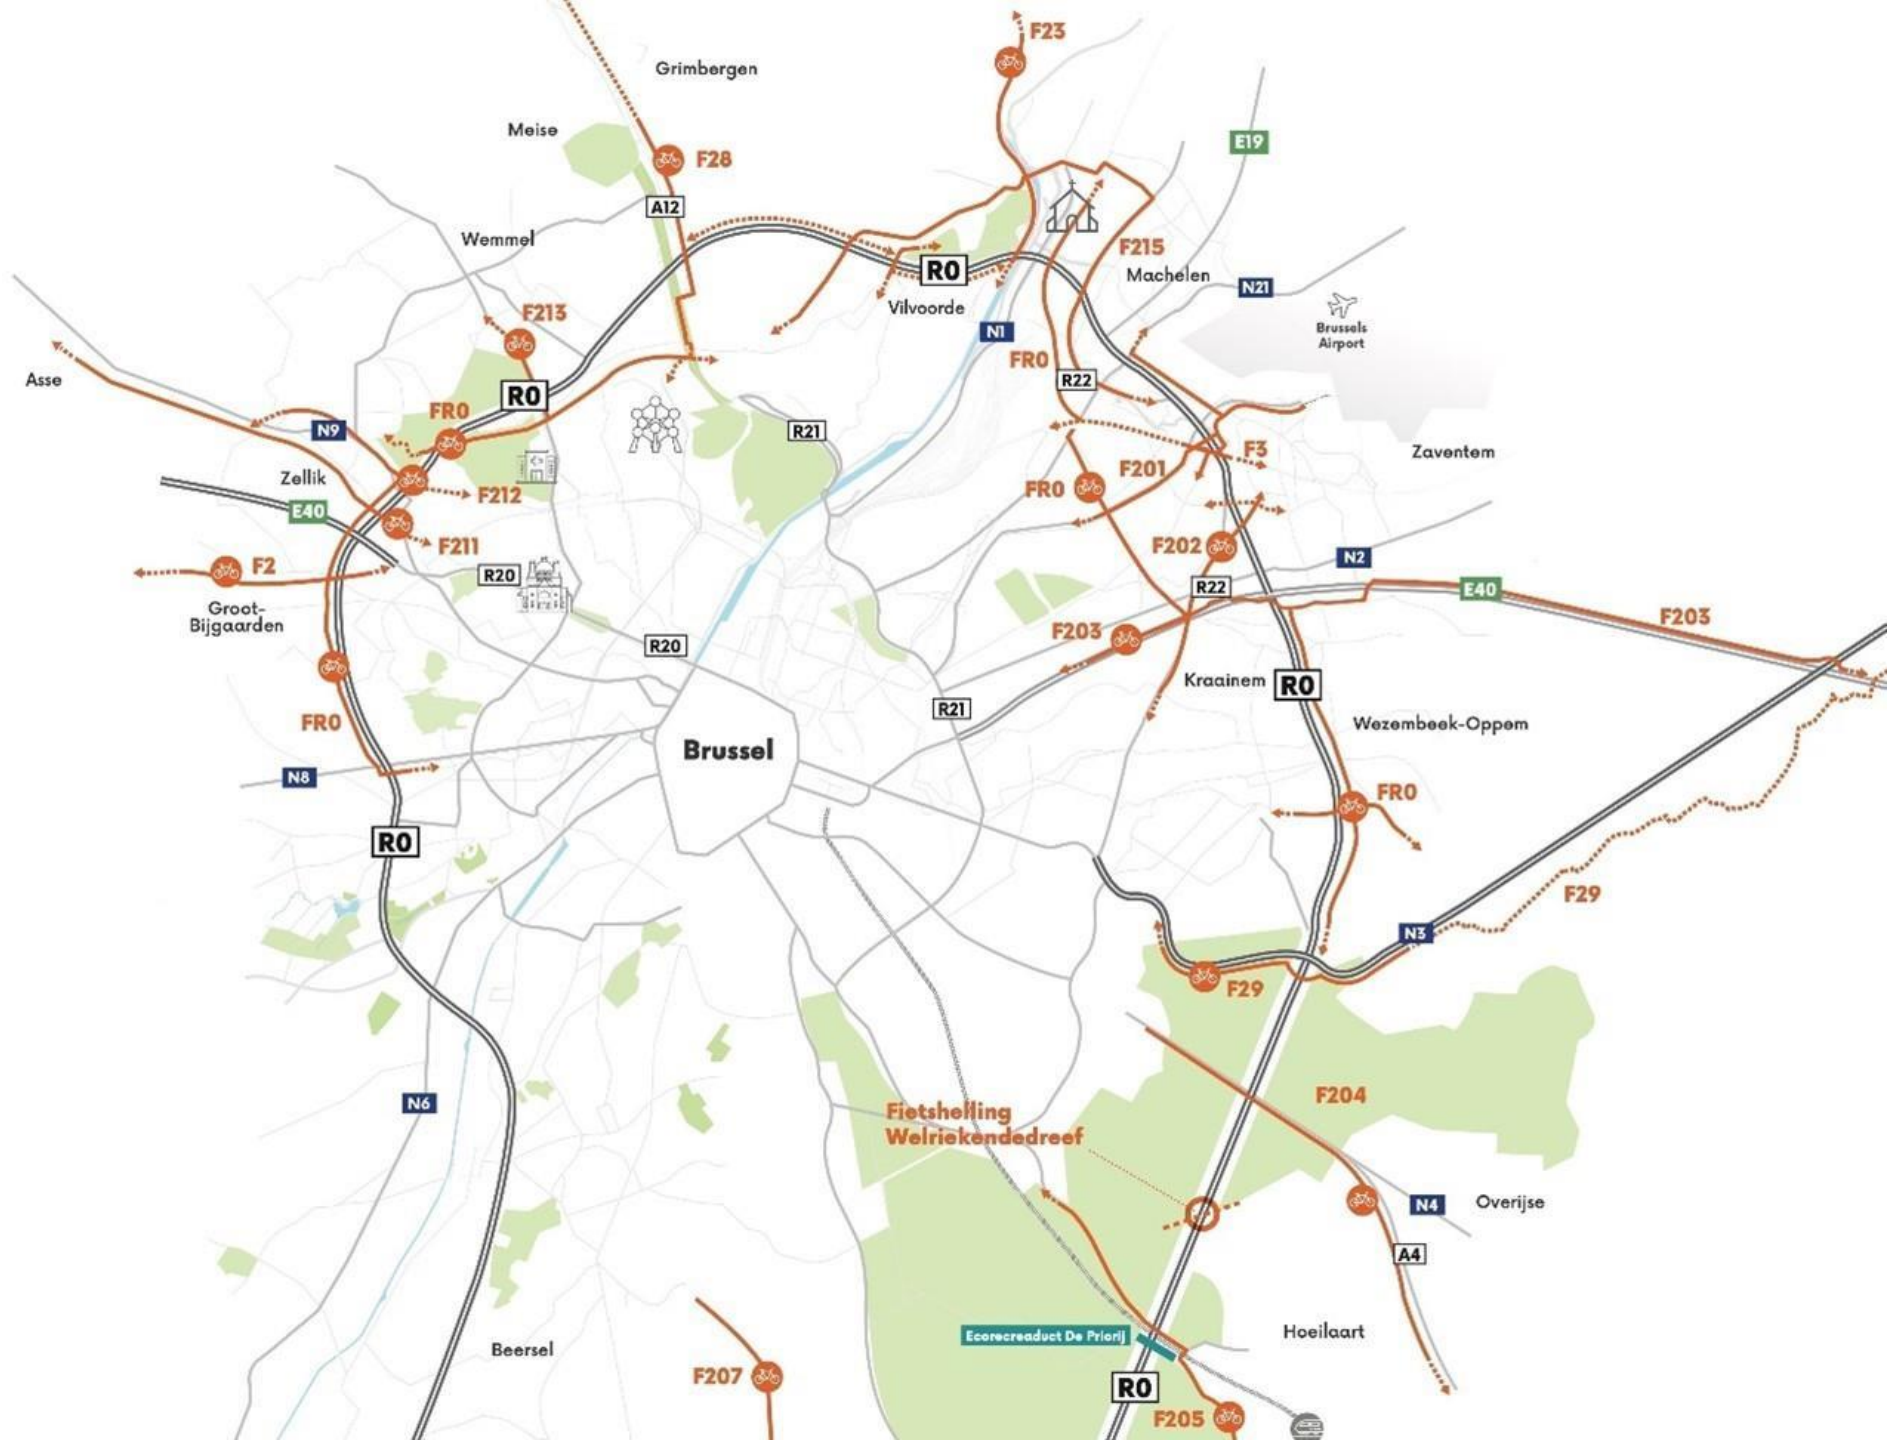 F23
Grimbergen
Meise
E19
F28
A12
Wemmel
F215
R0
Machelen
N21
Vilvoorde
F213
N1
Brussels
Airport
FR0
Asse
R22
R0
FR0
N9
R21
F3
Zaventem
F201
Zellik
FR0
F212
E40
F202
F211
N2
F2
R20
R22
E40
Groot-
Bijgaarden
F203
F203
R20
Kraainem
R0
R21
FR0
Wezembeek-Oppem
Brussel
N8
FR0
R0
F29
N3
F29
F204
N6
Fietshelling
Welriekendedreef
N4
Overijse
A4
Ecorecreaduct De Priorij
Hoeilaart
Beersel
F207
R0
F205